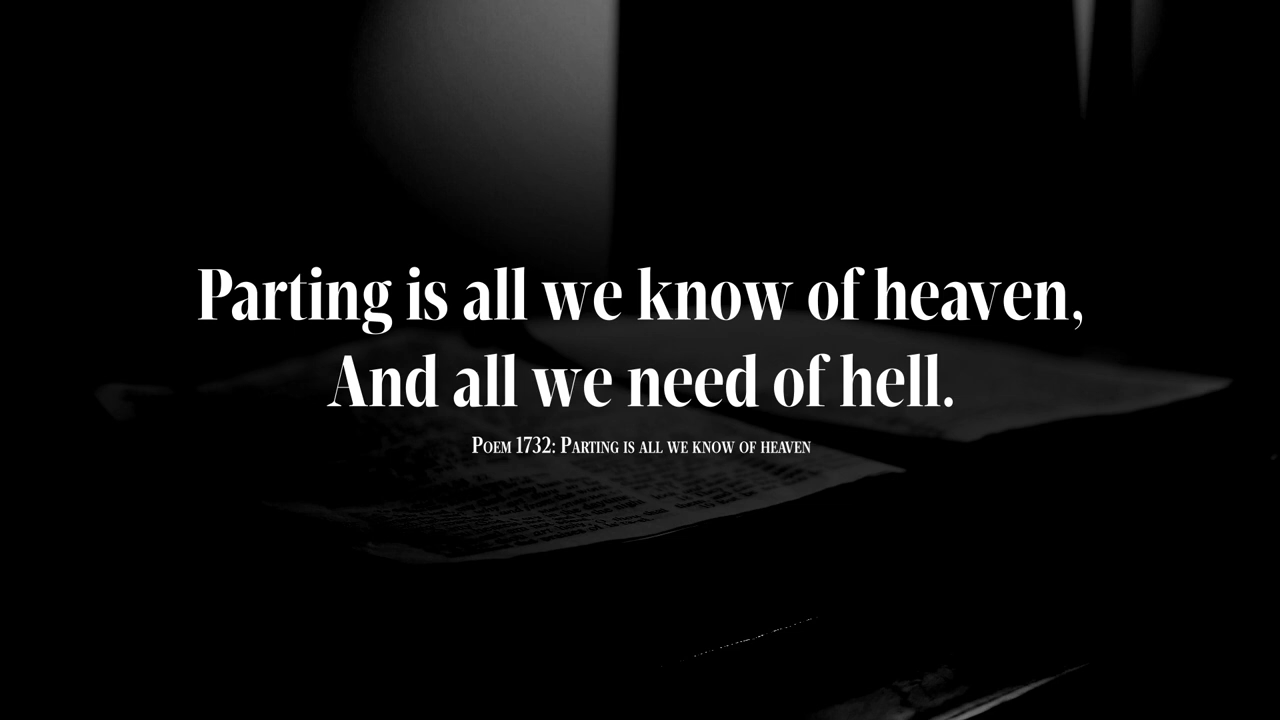 Parting is all we know of heaven,
And all we need of hell.
Poem 1732: Parting is all we know of heaven